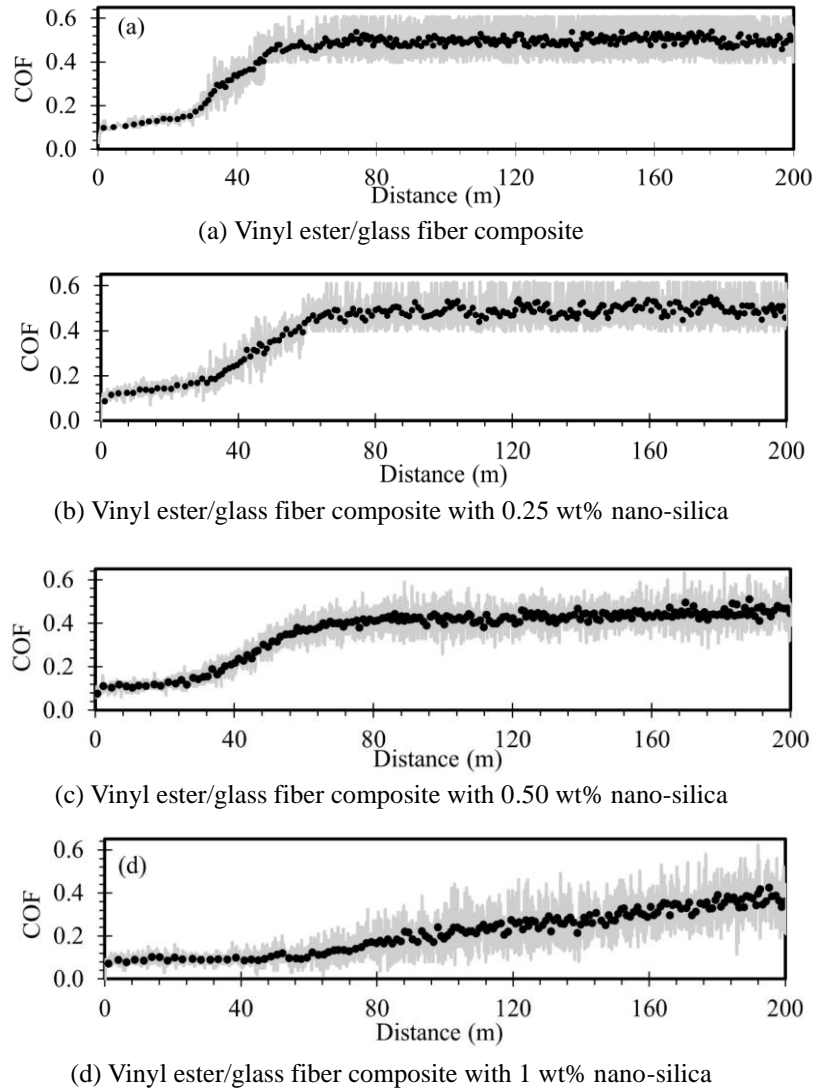 (a)
COF
0.6
0.4
0.2
0.0
0 40 80 120 160 200
Distance (m)
(a) Vinyl ester/glass fiber composite
COF
0.6
0.4
0.2
0.0
0 40 80 120 160 200
Distance (m)
(b) Vinyl ester/glass fiber composite with 0.25 wt% nano-silica
COF
0.6
0.4
0.2
0.0
0 40 80 120 160 200
Distance (m)
(c) Vinyl ester/glass fiber composite with 0.50 wt% nano-silica
(d)
COF
0.6
0.4
0.2
0.0
0 40 80 120 160 200
Distance (m)
(d) Vinyl ester/glass fiber composite with 1 wt% nano-silica